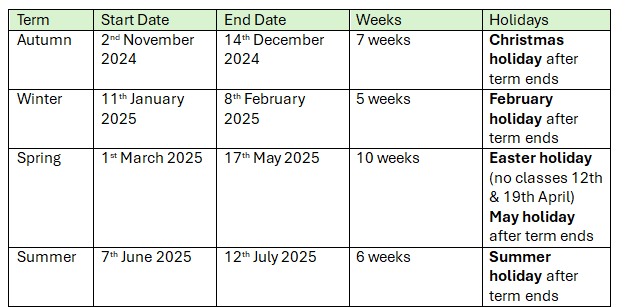 Term Start Date End Date Weeks Holidays
Autumn 2nd November 2024 14th December 2024 7 weeks Christmas holiday after term ends
Winter 11th January 2025 8th February 2025 5 weeks February holiday after term ends
Spring 1st March 2025 17th May 2025 10 weeks Easter holiday (no classes 12th & 19th April) May holiday after term ends
Summer 7th June 2025 12th July 2025 6 weeks Summer holiday after term ends